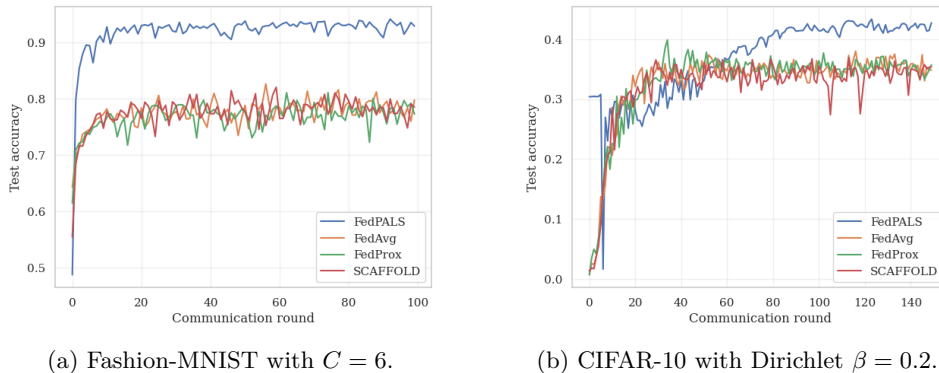 Test accuracy
0.9
0.8
0.7
0.6
0.5
0 20 40 60 80 100
Communication round
FedPALS
FedAvg
FedProx
SCAFFOLD
(a) Fashion-MNIST with C = 6.
Test accuracy
0.4
0.3
0.2
0.1
0.0
0 20 40 60 80 100 120 140
Communication round
FedPALS
FedAvg
FedProx
SCAFFOLD
(b) CIFAR-10 with Dirichlet β = 0.2.